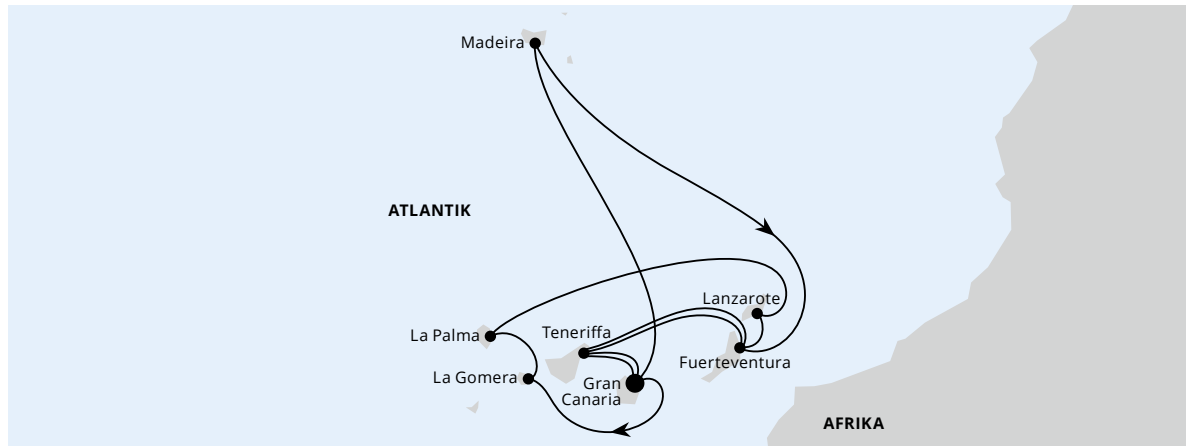 Madeira
ATLANTIK
Lanzarote
La Palma
Teneriffa
Fuerteventura
La Gomera
Gran
Canaria
AFRIKA